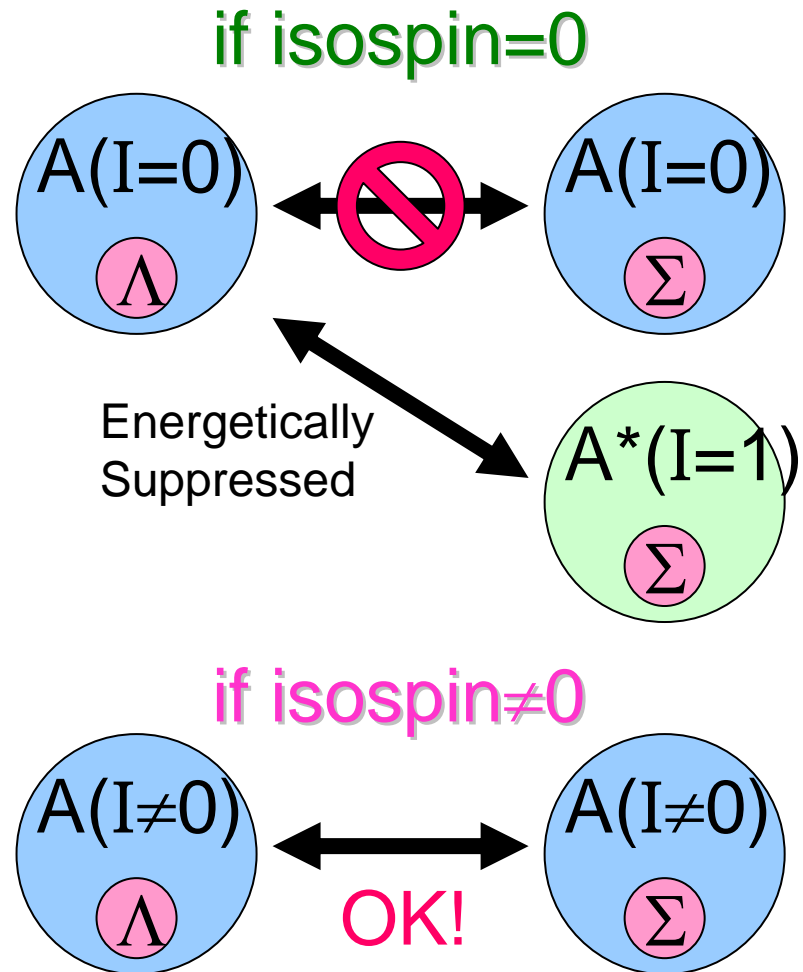 if isospin=0
A(I=0)
Λ
A(I=0)
Σ
Energetically
Suppressed
A*(I=1)
Σ
if isospin≠0
A(I≠0)
Λ
OK!
A(I≠0)
Σ